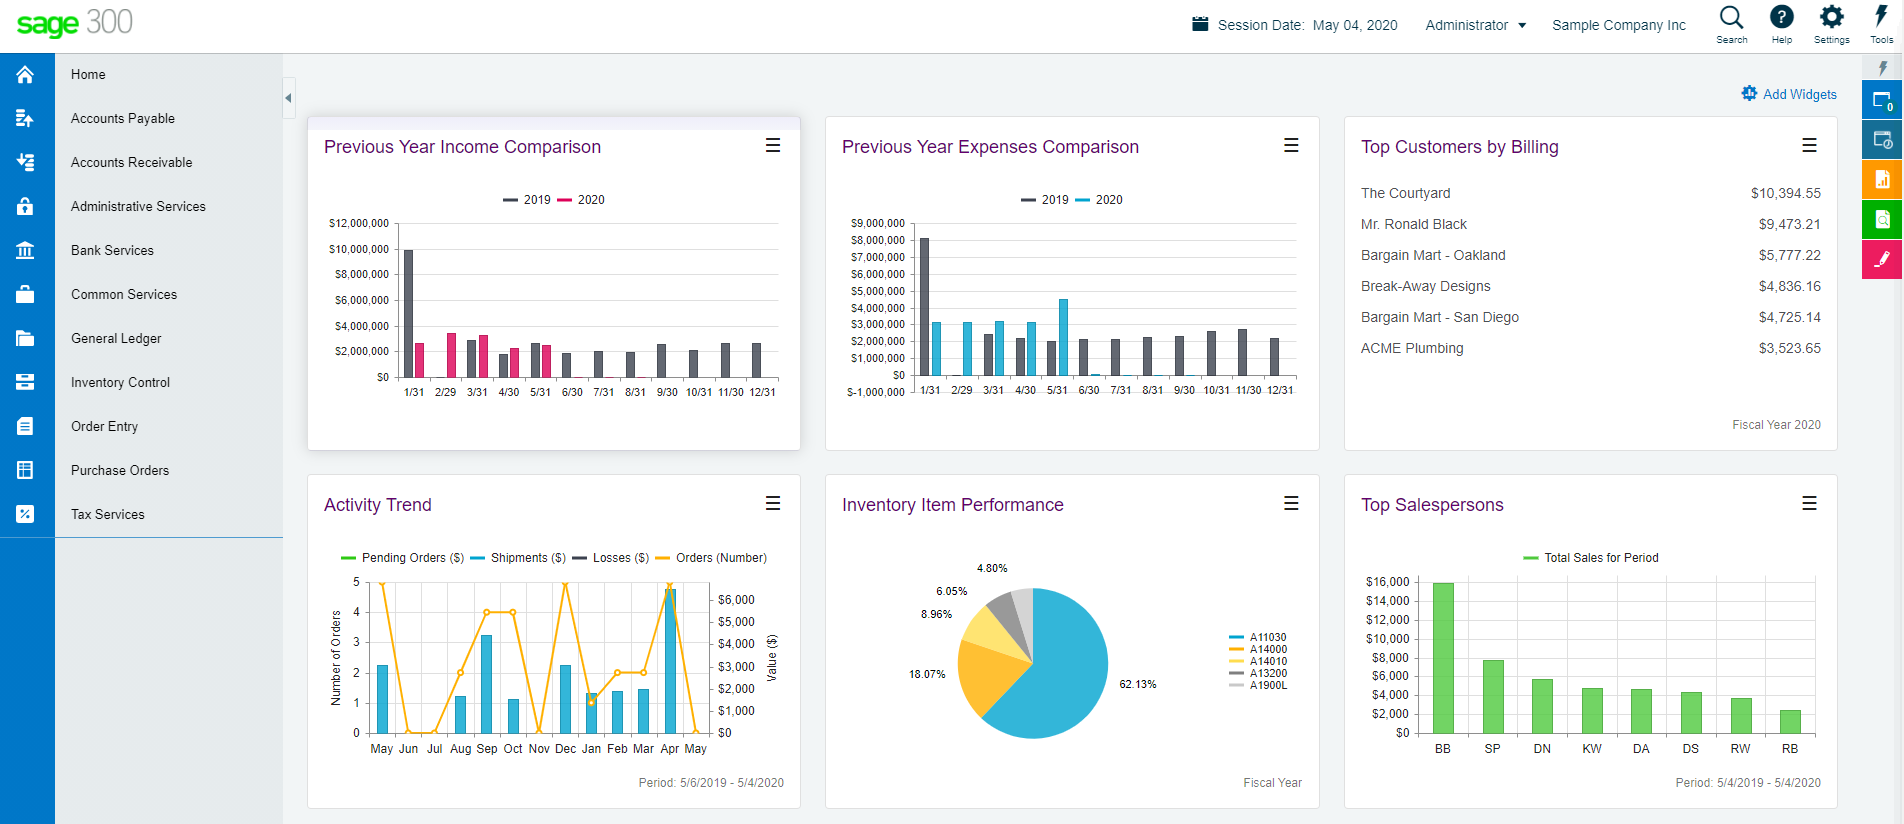 sage 300
Session Date: May 04, 2020
Administrator
Sample Company Inc
Search
Help
Settings
Tools
Home
Accounts Payable
Accounts Receivable
Administrative Services
Bank Services
Common Services
General Ledger
Inventory Control
Order Entry
Purchase Orders
Tax Services
Add Widgets
0
Previous Year Income Comparison
2019 2020
$12,000,000
$10,000,000
$8,000,000
$6,000,000
$4,000,000
$2,000,000
$0
1/31 2/29 3/31 4/30 5/31 6/30 7/31 8/31 9/30 10/31 11/30 12/31
Previous Year Expenses Comparison
2019 2020
$9,000,000
$8,000,000
$7,000,000
$6,000,000
$5,000,000
$4,000,000
$3,000,000
$2,000,000
$1,000,000
$0
$-1,000,000
1/31 2/29 3/31 4/30 5/31 6/30 7/31 8/31 9/30 10/31 11/30 12/31
Top Customers by Billing
The Courtyard $10,394.55
Mr. Ronald Black $9,473.21
Bargain Mart - Oakland $5,777.22
Break-Away Designs $4,836.16
Bargain Mart - San Diego $4,725.14
ACME Plumbing $3,523.65
Fiscal Year 2020
Activity Trend
Pending Orders ($) Shipments ($) Losses ($) Orders (Number)
Number of Orders
5
4
3
2
1
0
$6,000
$5,000
$4,000
$3,000
$2,000
$1,000
$0
Value ($)
May Jun Jul Aug Sep Oct Nov Dec Jan Feb Mar Apr May
Period: 5/6/2019 - 5/4/2020
Inventory Item Performance
4.80%
6.05%
8.96%
18.07%
62.13%
A11030
A14000
A14010
A13200
A1900L
Fiscal Year
Top Salespersons
Total Sales for Period
$16,000
$14,000
$12,000
$10,000
$8,000
$6,000
$4,000
$2,000
$0
BB SP DN KW DA DS RW RB
Period: 5/4/2019 - 5/4/2020